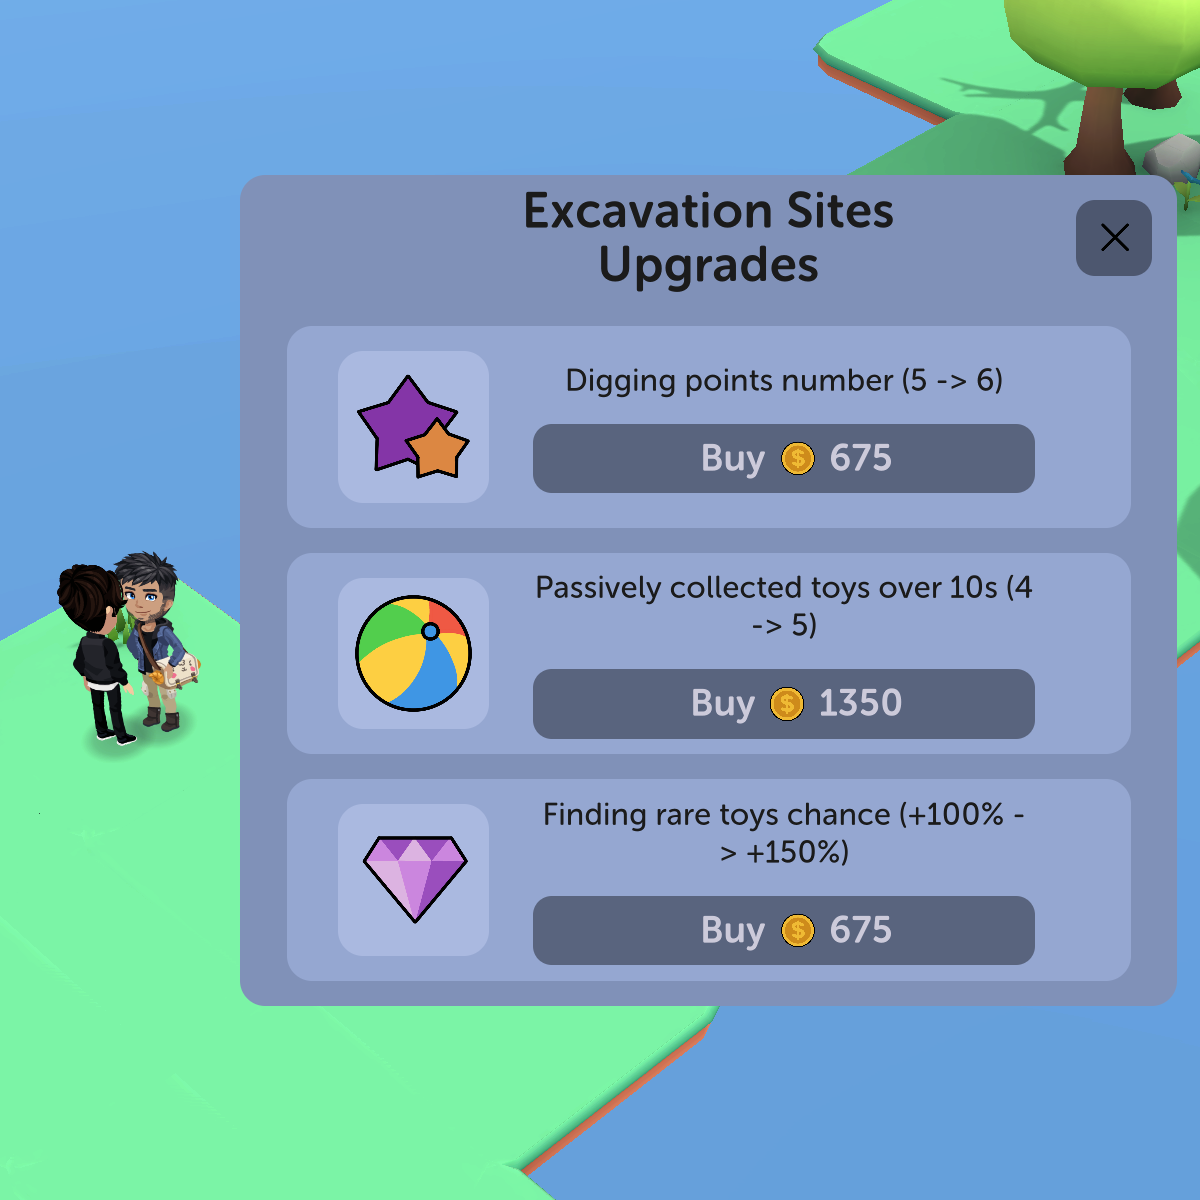 Excavation Sites
Upgrades
Digging points number (5 -> 6)
Buy $ 675
Passively collected toys over 10s (4
-> 5)
Buy $ 1350
Finding rare toys chance (+100% -
> +150%)
Buy $ 675